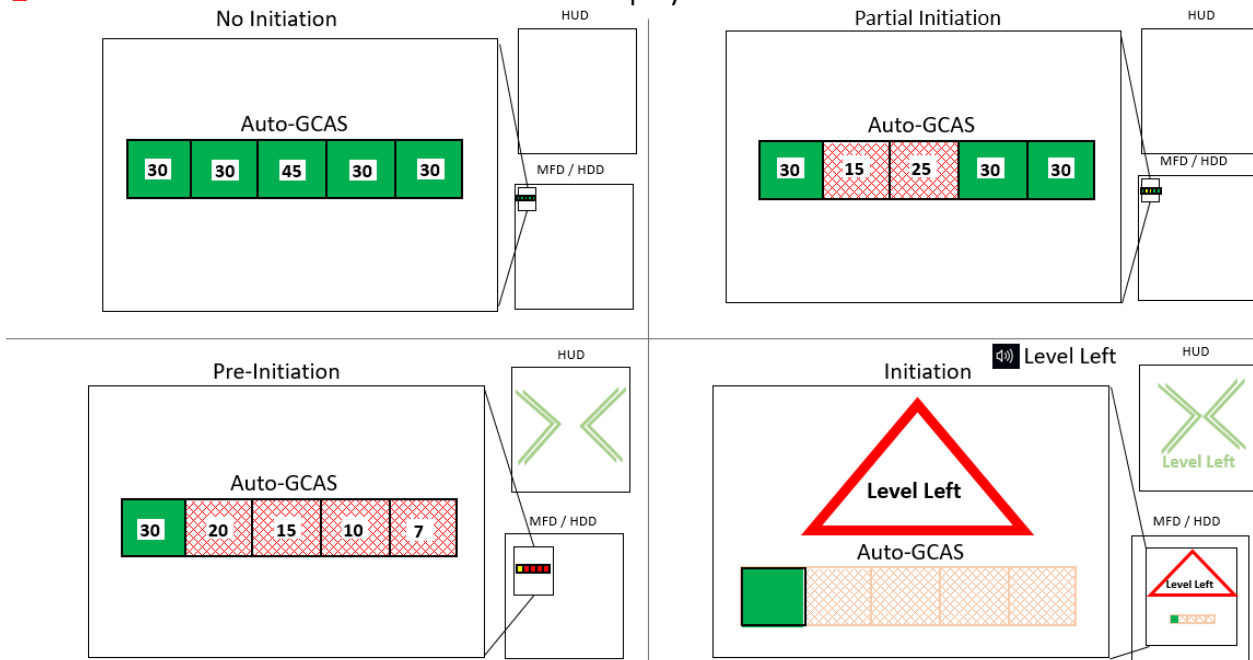 No Initiation
HUD
Auto-GCAS
30 30 45 30 30
MFD / HDD
Partial Initiation
HUD
Auto-GCAS
30 15 25 30 30
MFD / HDD
Pre-Initiation
HUD
Auto-GCAS
30 20 15 10 7
MFD / HDD
Level Left
Initiation
HUD
Level Left
Level Left
Auto-GCAS
MFD / HDD
Level Left